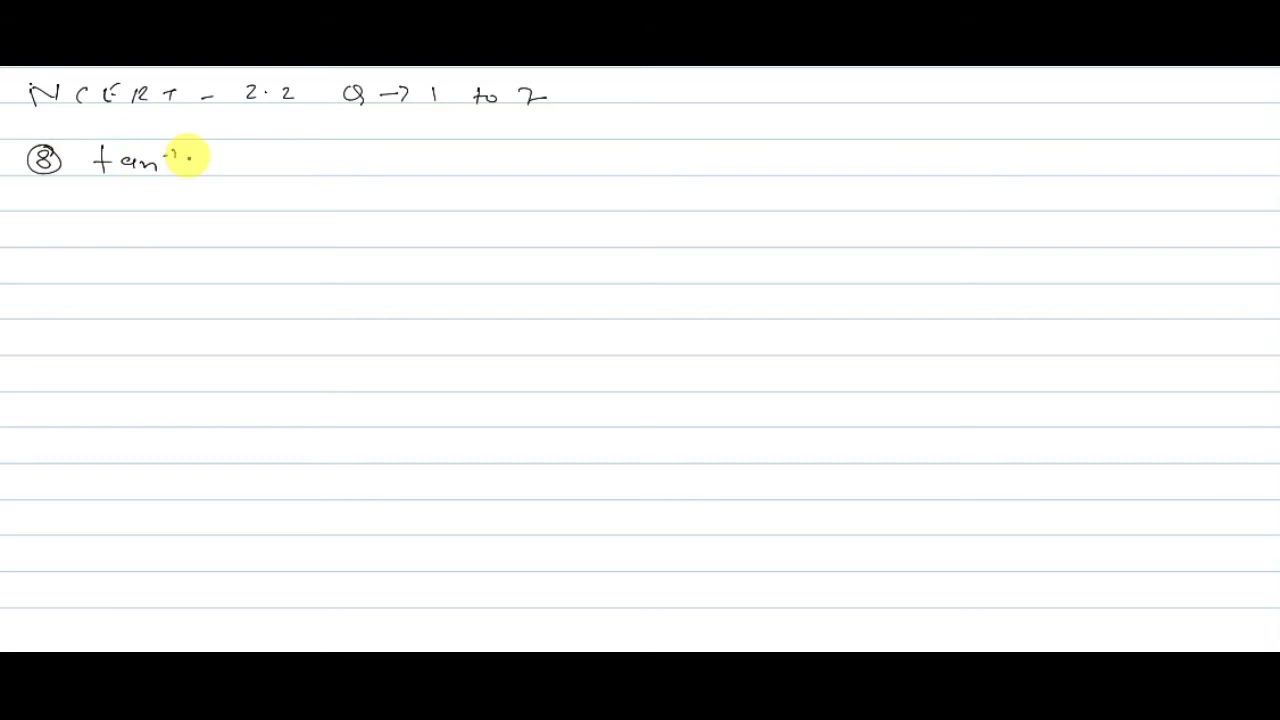 NCERT - 2.2 Q → 1 to 7
⑧ tan⁻¹